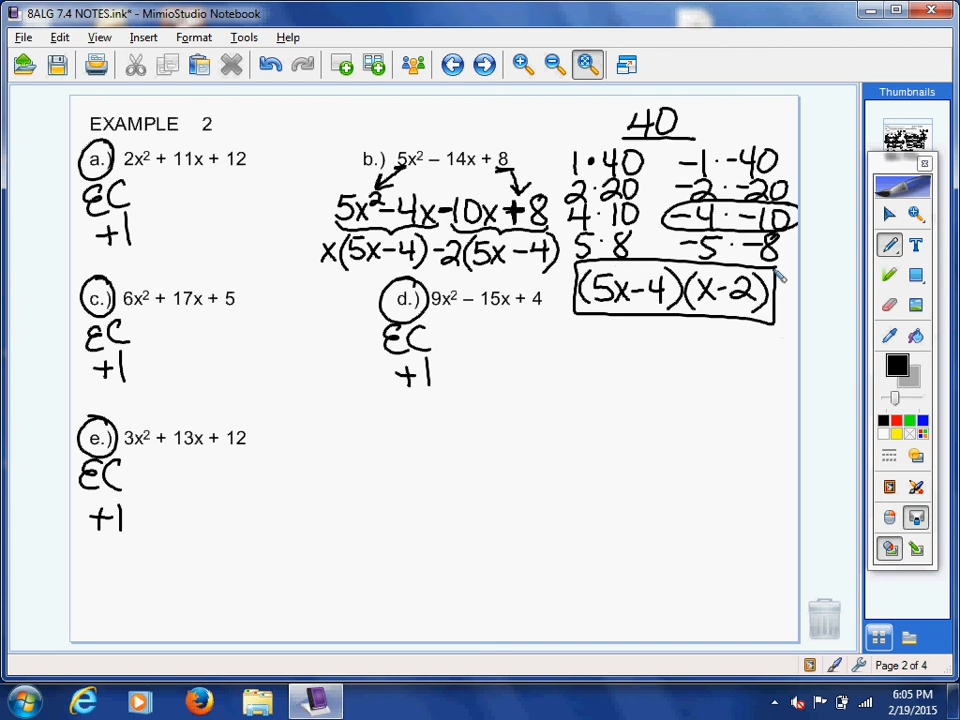 8ALG 7.4 NOTES.ink* - MimioStudio Notebook
File Edit View Insert Format Tools Help
Thumbnails
EXAMPLE 2
a.) 2x² + 11x + 12
EC
+1
b.) 5x² – 14x + 8
5x²-4x-10x+8
x(5x-4)-2(5x-4)
40
1•40 -1·-40
2·20 -2·-20
4·10 -4·-10
5·8 -5·-8
(5x-4)(x-2)
c.) 6x² + 17x + 5
EC
+1
d.) 9x² – 15x + 4
EC
+1
e.) 3x² + 13x + 12
EC
+1
T
Page 2 of 4
6:05 PM
2/19/2015